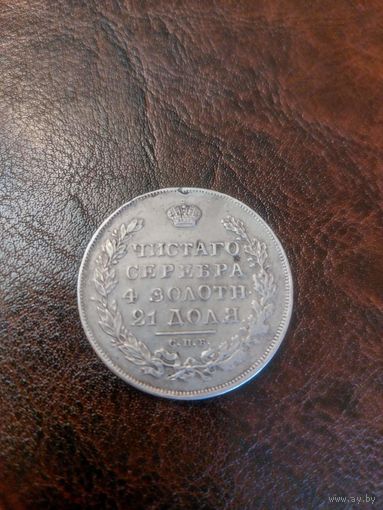 ЧИСТАГО
СЕРЕБРА
4 ЗОЛОТН.
21 ДОЛЯ
С.П.Б.
www.ay.by